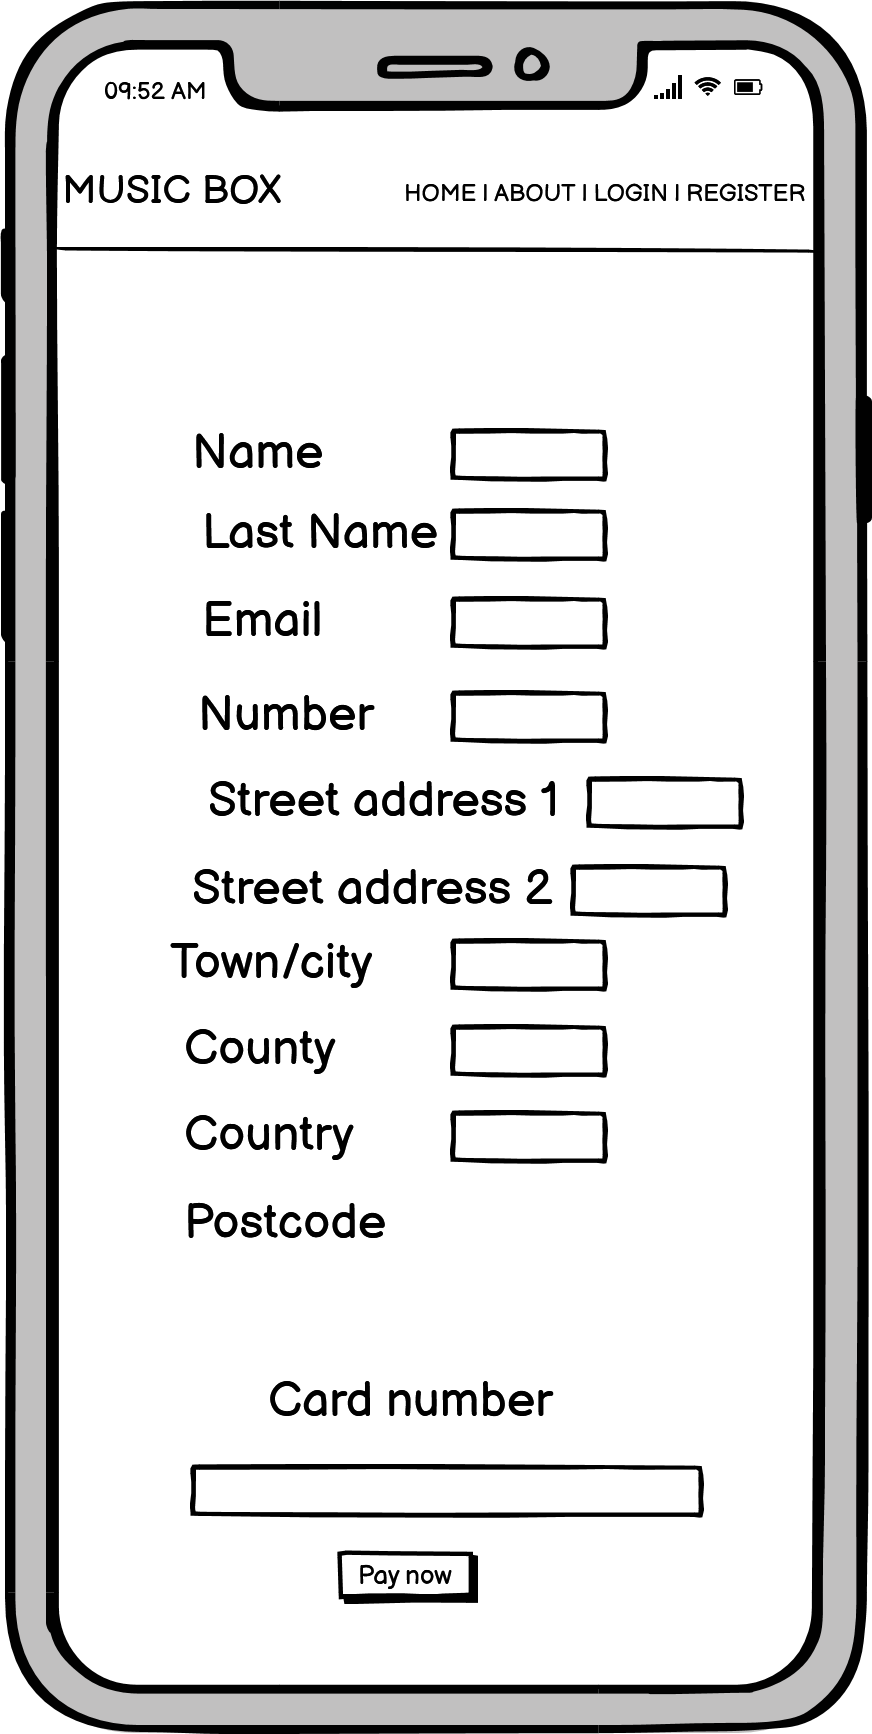 09:52 AM
MUSIC BOX
HOME | ABOUT | LOGIN | REGISTER
Name
Last Name
Email
Number
Street address 1
Street address 2
Town/city
County
Country
Postcode
Card number
Pay now